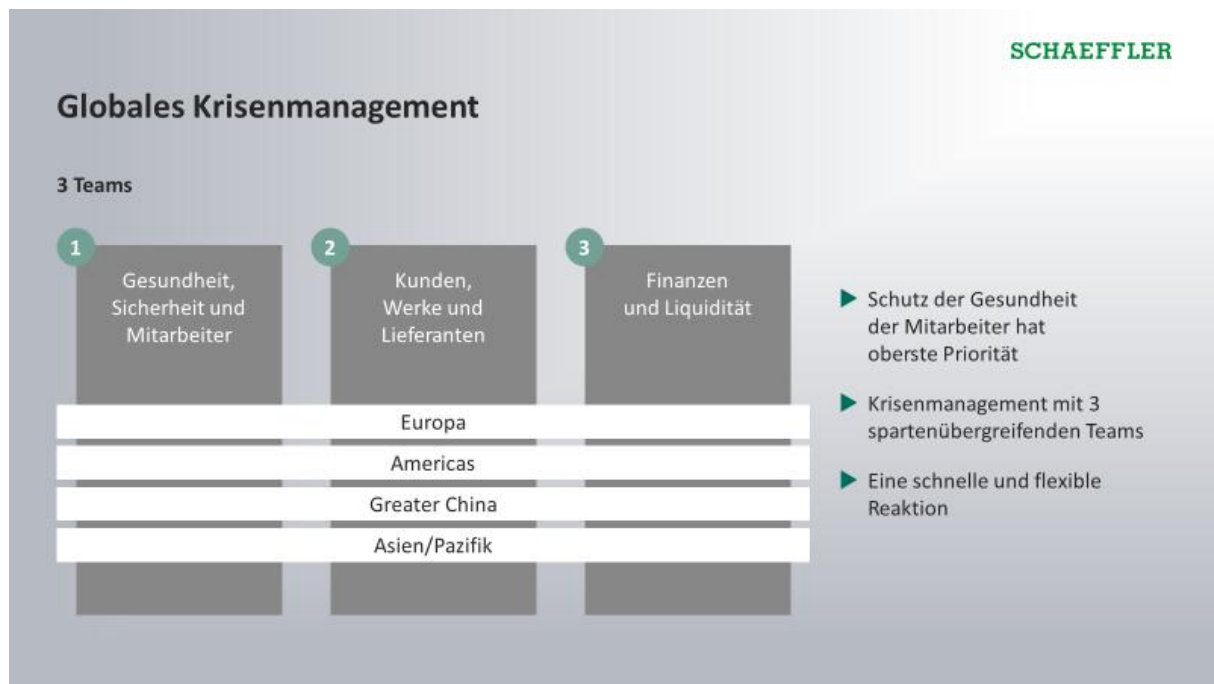 SCHAEFFLER
Globales Krisenmanagement
3 Teams
1
Gesundheit,
Sicherheit und
Mitarbeiter
2
Kunden,
Werke und
Lieferanten
3
Finanzen
und Liquidität
Europa
Americas
Greater China
Asien/Pazifik
Schutz der Gesundheit
der Mitarbeiter hat
oberste Priorität
Krisenmanagement mit 3
spartenübergreifenden Teams
Eine schnelle und flexible
Reaktion